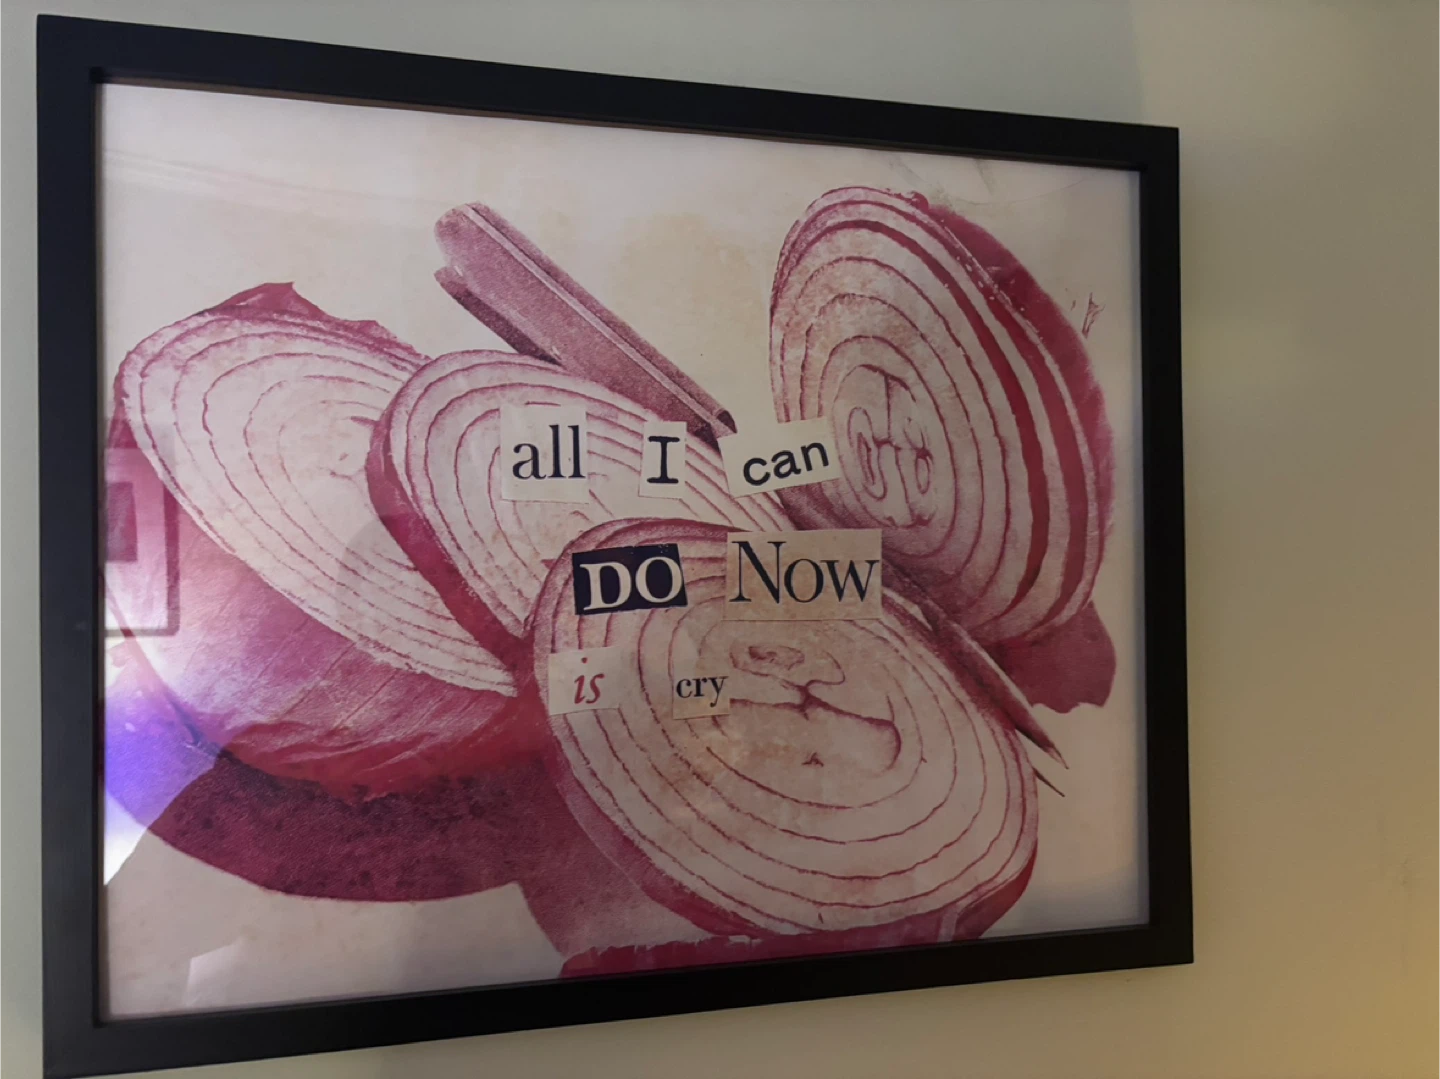 all I can
DO Now
is cry